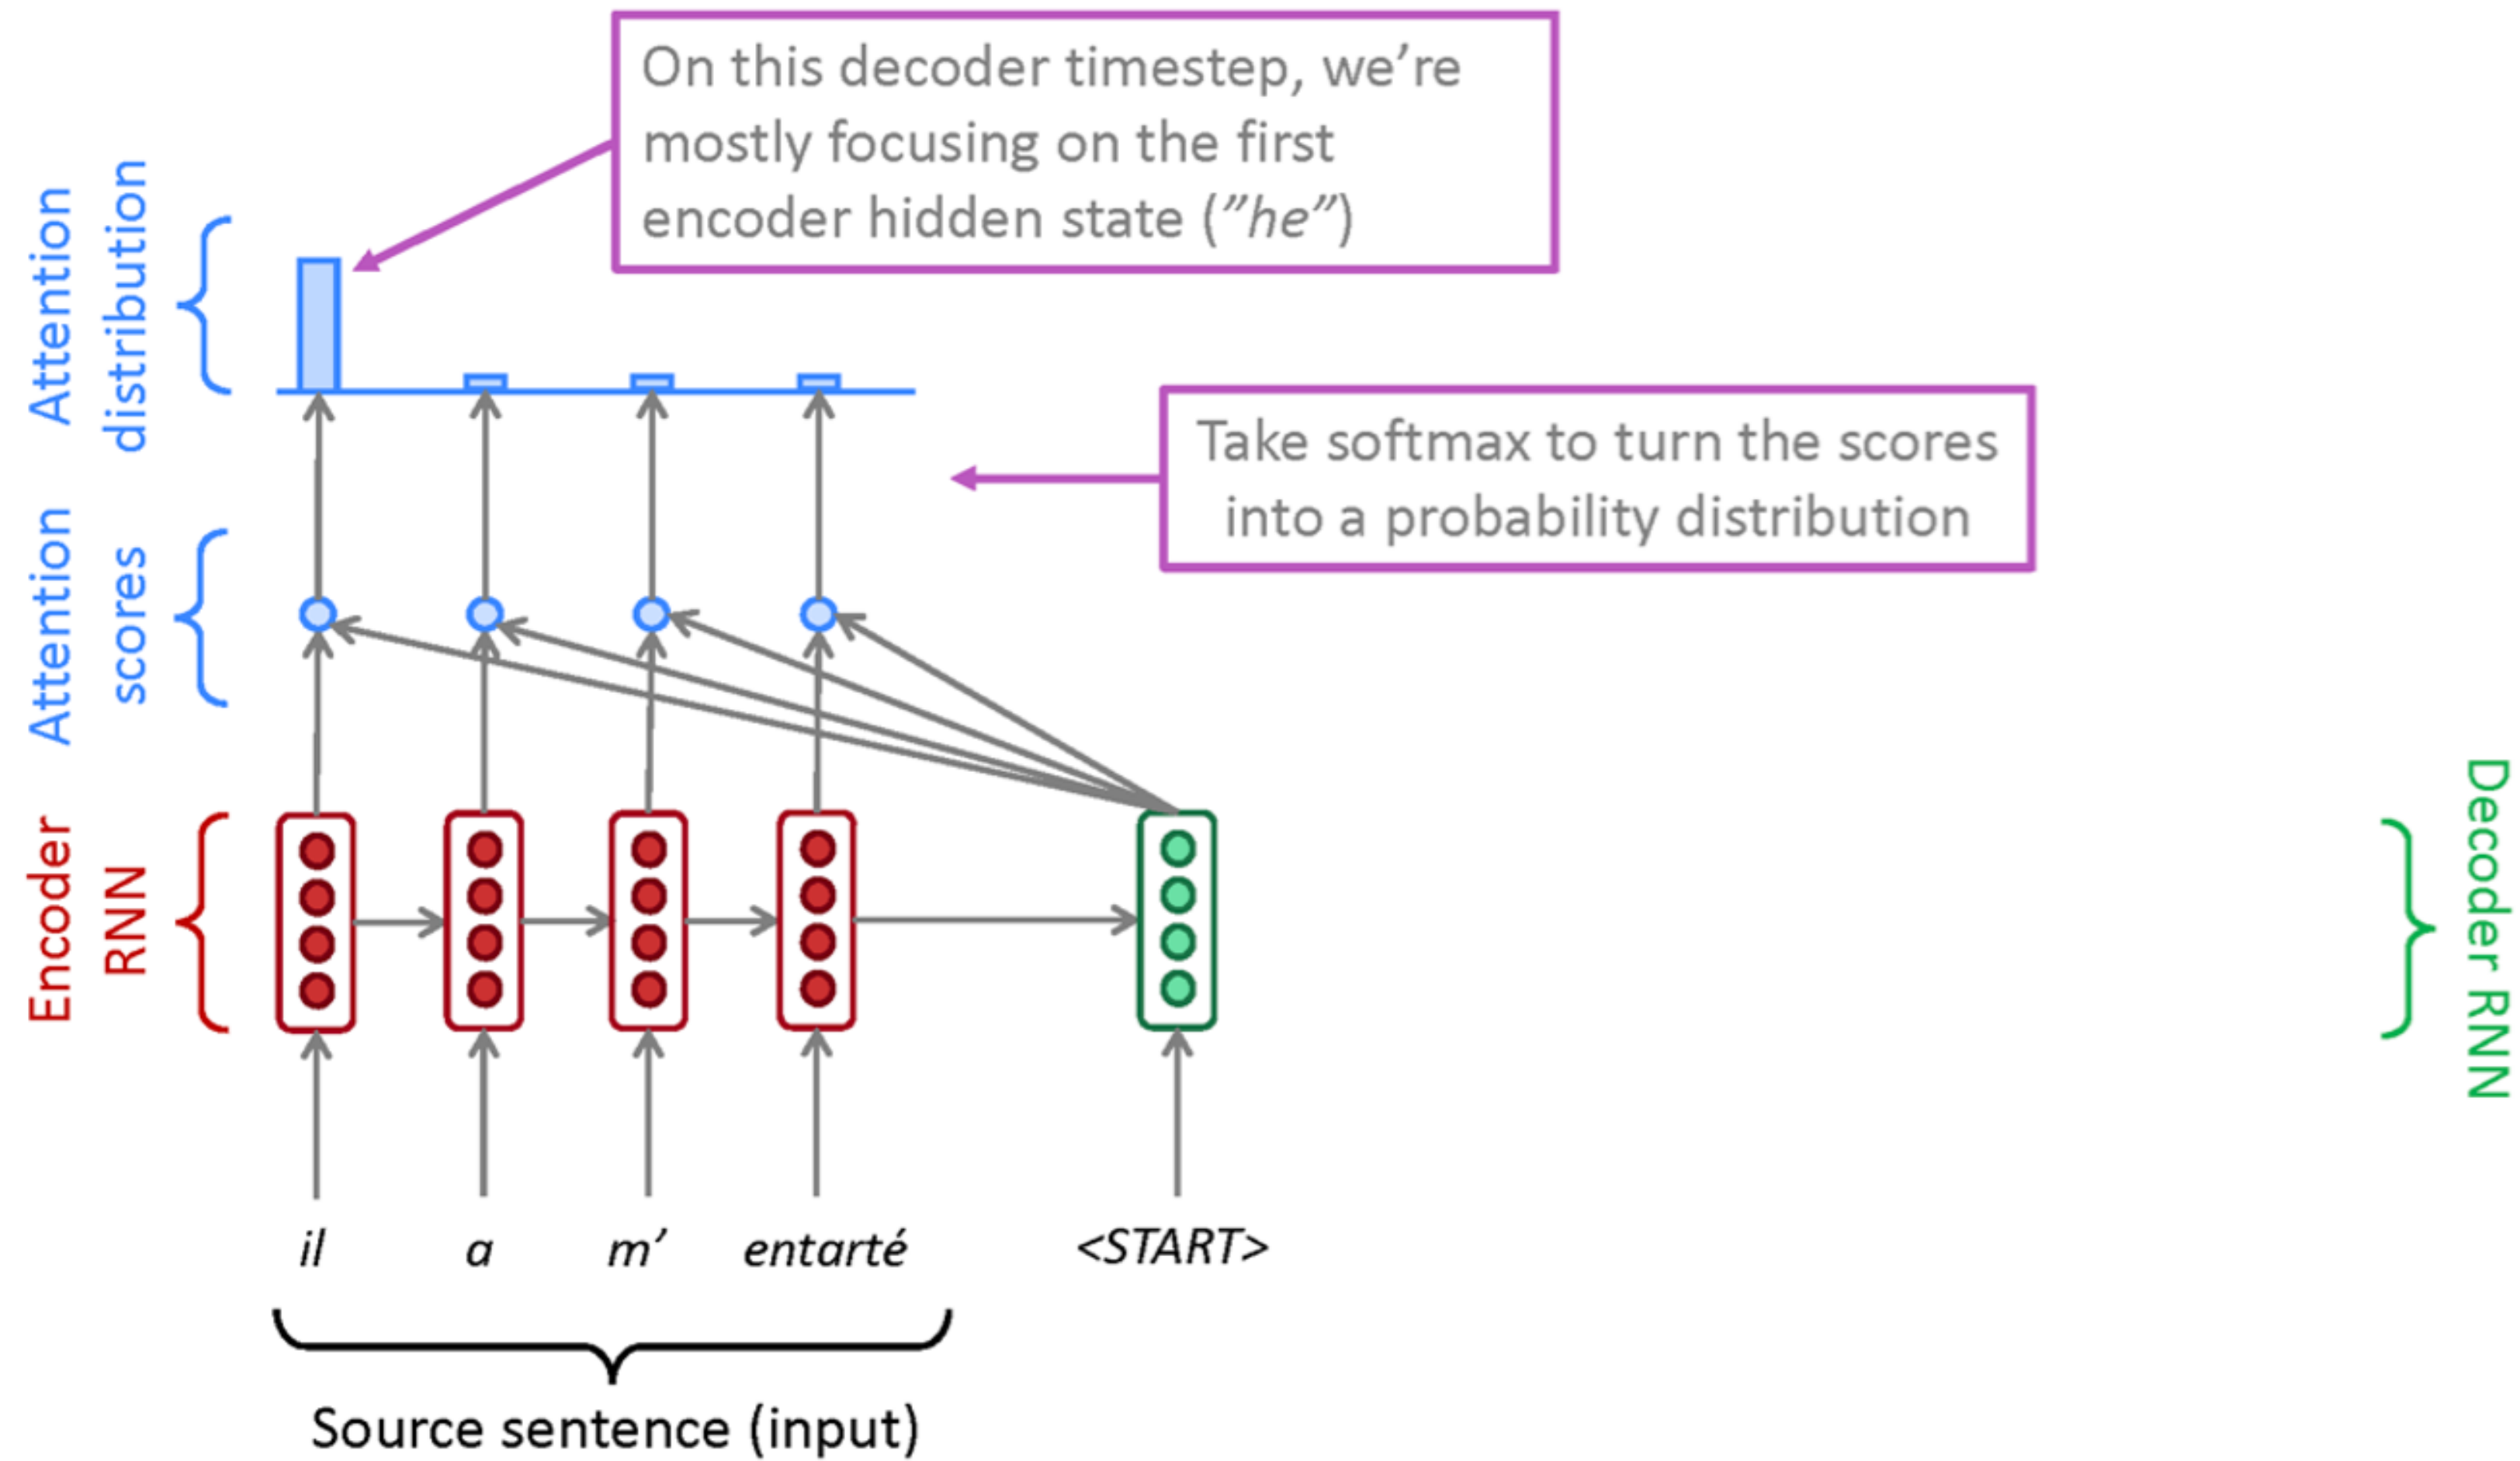 On this decoder timestep, we’re
mostly focusing on the first
encoder hidden state (”he”)
Attention
distribution
Take softmax to turn the scores
into a probability distribution
Attention
scores
Encoder
RNN
Decoder RNN
il a m’ entarté <START>
Source sentence (input)